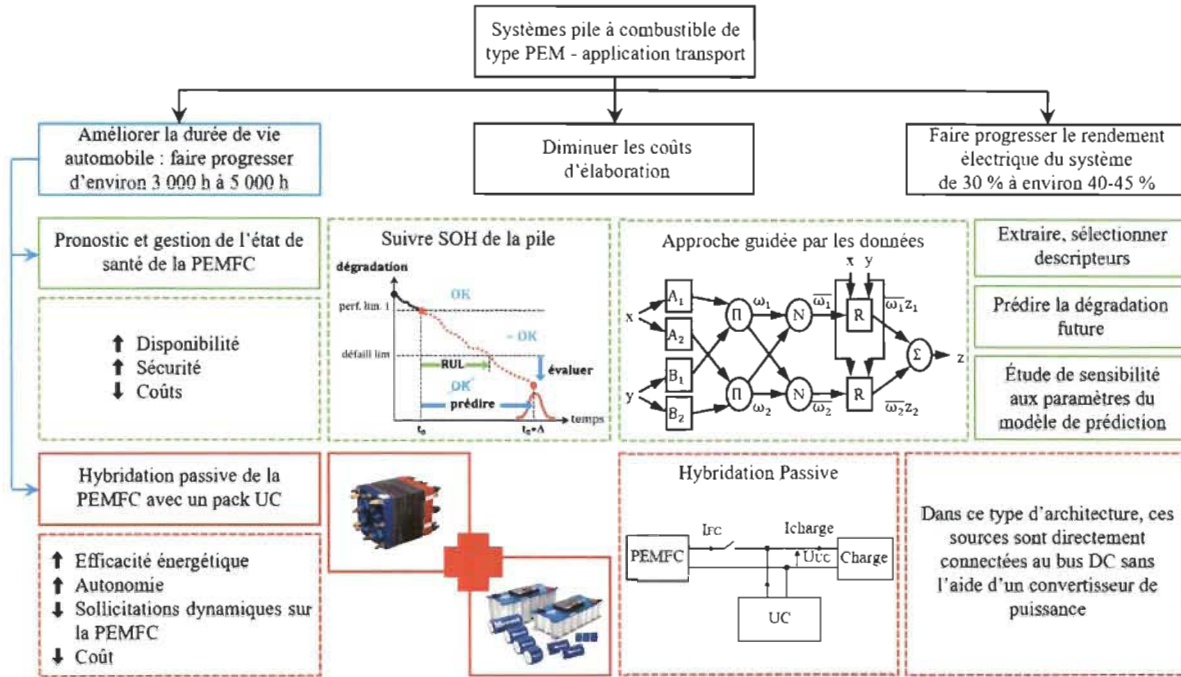 Systèmes pile à combustible de
type PEM - application transport
Améliorer la durée de vie
automobile : faire progresser
d'environ 3 000 h à 5 000 h
Diminuer les coûts
d'élaboration
Faire progresser le rendement
électrique du système
de 30 % à environ 40-45 %
Pronostic et gestion de l'état de
santé de la PEMFC
Disponibilité
Sécurité
Coûts
Suivre SOH de la pile
dégradation
OK
perf. lim. 1
- OK
défaill lim
RUL
évaluer
OK
prédire
temps
t₀
t₀+Δ
Approche guidée par les données
x y
x
y
A₁
A₂
B₁
B₂
Π
Π
ω₁
ω₂
N
N
ω₁
ω₂
R
R
ω₁z₁
ω₂z₂
Σ
z
Extraire, sélectionner
descripteurs
Prédire la dégradation
future
Étude de sensibilité
aux paramètres du
modèle de prédiction
Hybridation passive de la
PEMFC avec un pack UC
Efficacité énergétique
Autonomie
Sollicitations dynamiques sur
la PEMFC
Coût
Hybridation Passive
IFC
Icharge
PEMFC
UUC
Charge
UC
Dans ce type d'architecture, ces
sources sont directement
connectées au bus DC sans
l'aide d'un convertisseur de
puissance